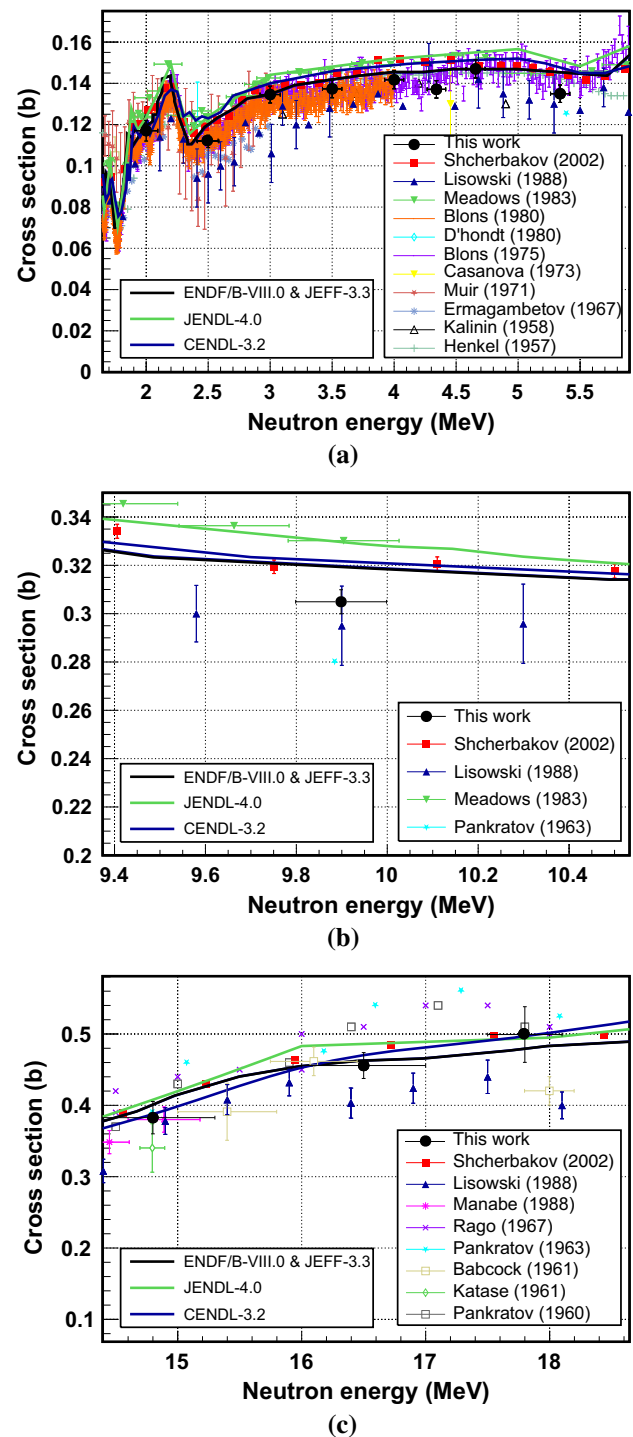 0.16
0.14
0.12
0.1
0.08
0.06
0.04
0.02
0
Cross section (b)
This work
Shcherbakov (2002)
Lisowski (1988)
Meadows (1983)
Blons (1980)
D'hondt (1980)
Blons (1975)
Casanova (1973)
Muir (1971)
Ermagambetov (1967)
Kalinin (1958)
Henkel (1957)
ENDF/B-VIII.0 & JEFF-3.3
JENDL-4.0
CENDL-3.2
2 2.5 3 3.5 4 4.5 5 5.5
Neutron energy (MeV)
(a)
0.34
0.32
0.3
0.28
0.26
0.24
0.22
0.2
Cross section (b)
This work
Shcherbakov (2002)
Lisowski (1988)
Meadows (1983)
Pankratov (1963)
ENDF/B-VIII.0 & JEFF-3.3
JENDL-4.0
CENDL-3.2
9.4 9.6 9.8 10 10.2 10.4
Neutron energy (MeV)
(b)
0.5
0.4
0.3
0.2
0.1
Cross section (b)
This work
Shcherbakov (2002)
Lisowski (1988)
Manabe (1988)
Rago (1967)
Pankratov (1963)
Babcock (1961)
Katase (1961)
Pankratov (1960)
ENDF/B-VIII.0 & JEFF-3.3
JENDL-4.0
CENDL-3.2
15 16 17 18
Neutron energy (MeV)
(c)